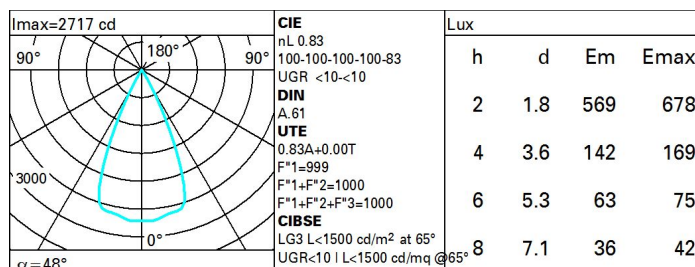 Imax=2717 cd
90° 180° 90°
3000
0°
α=48°
CIE
nL 0.83
100-100-100-100-83
UGR <10-<10
DIN
A.61
UTE
0.83A+0.00T
F"1=999
F"1+F"2=1000
F"1+F"2+F"3=1000
CIBSE
LG3 L<1500 cd/m² at 65°
UGR<10 | L<1500 cd/mq @65°
Lux
h d Em Emax
2 1.8 569 678
4 3.6 142 169
6 5.3 63 75
8 7.1 36 42